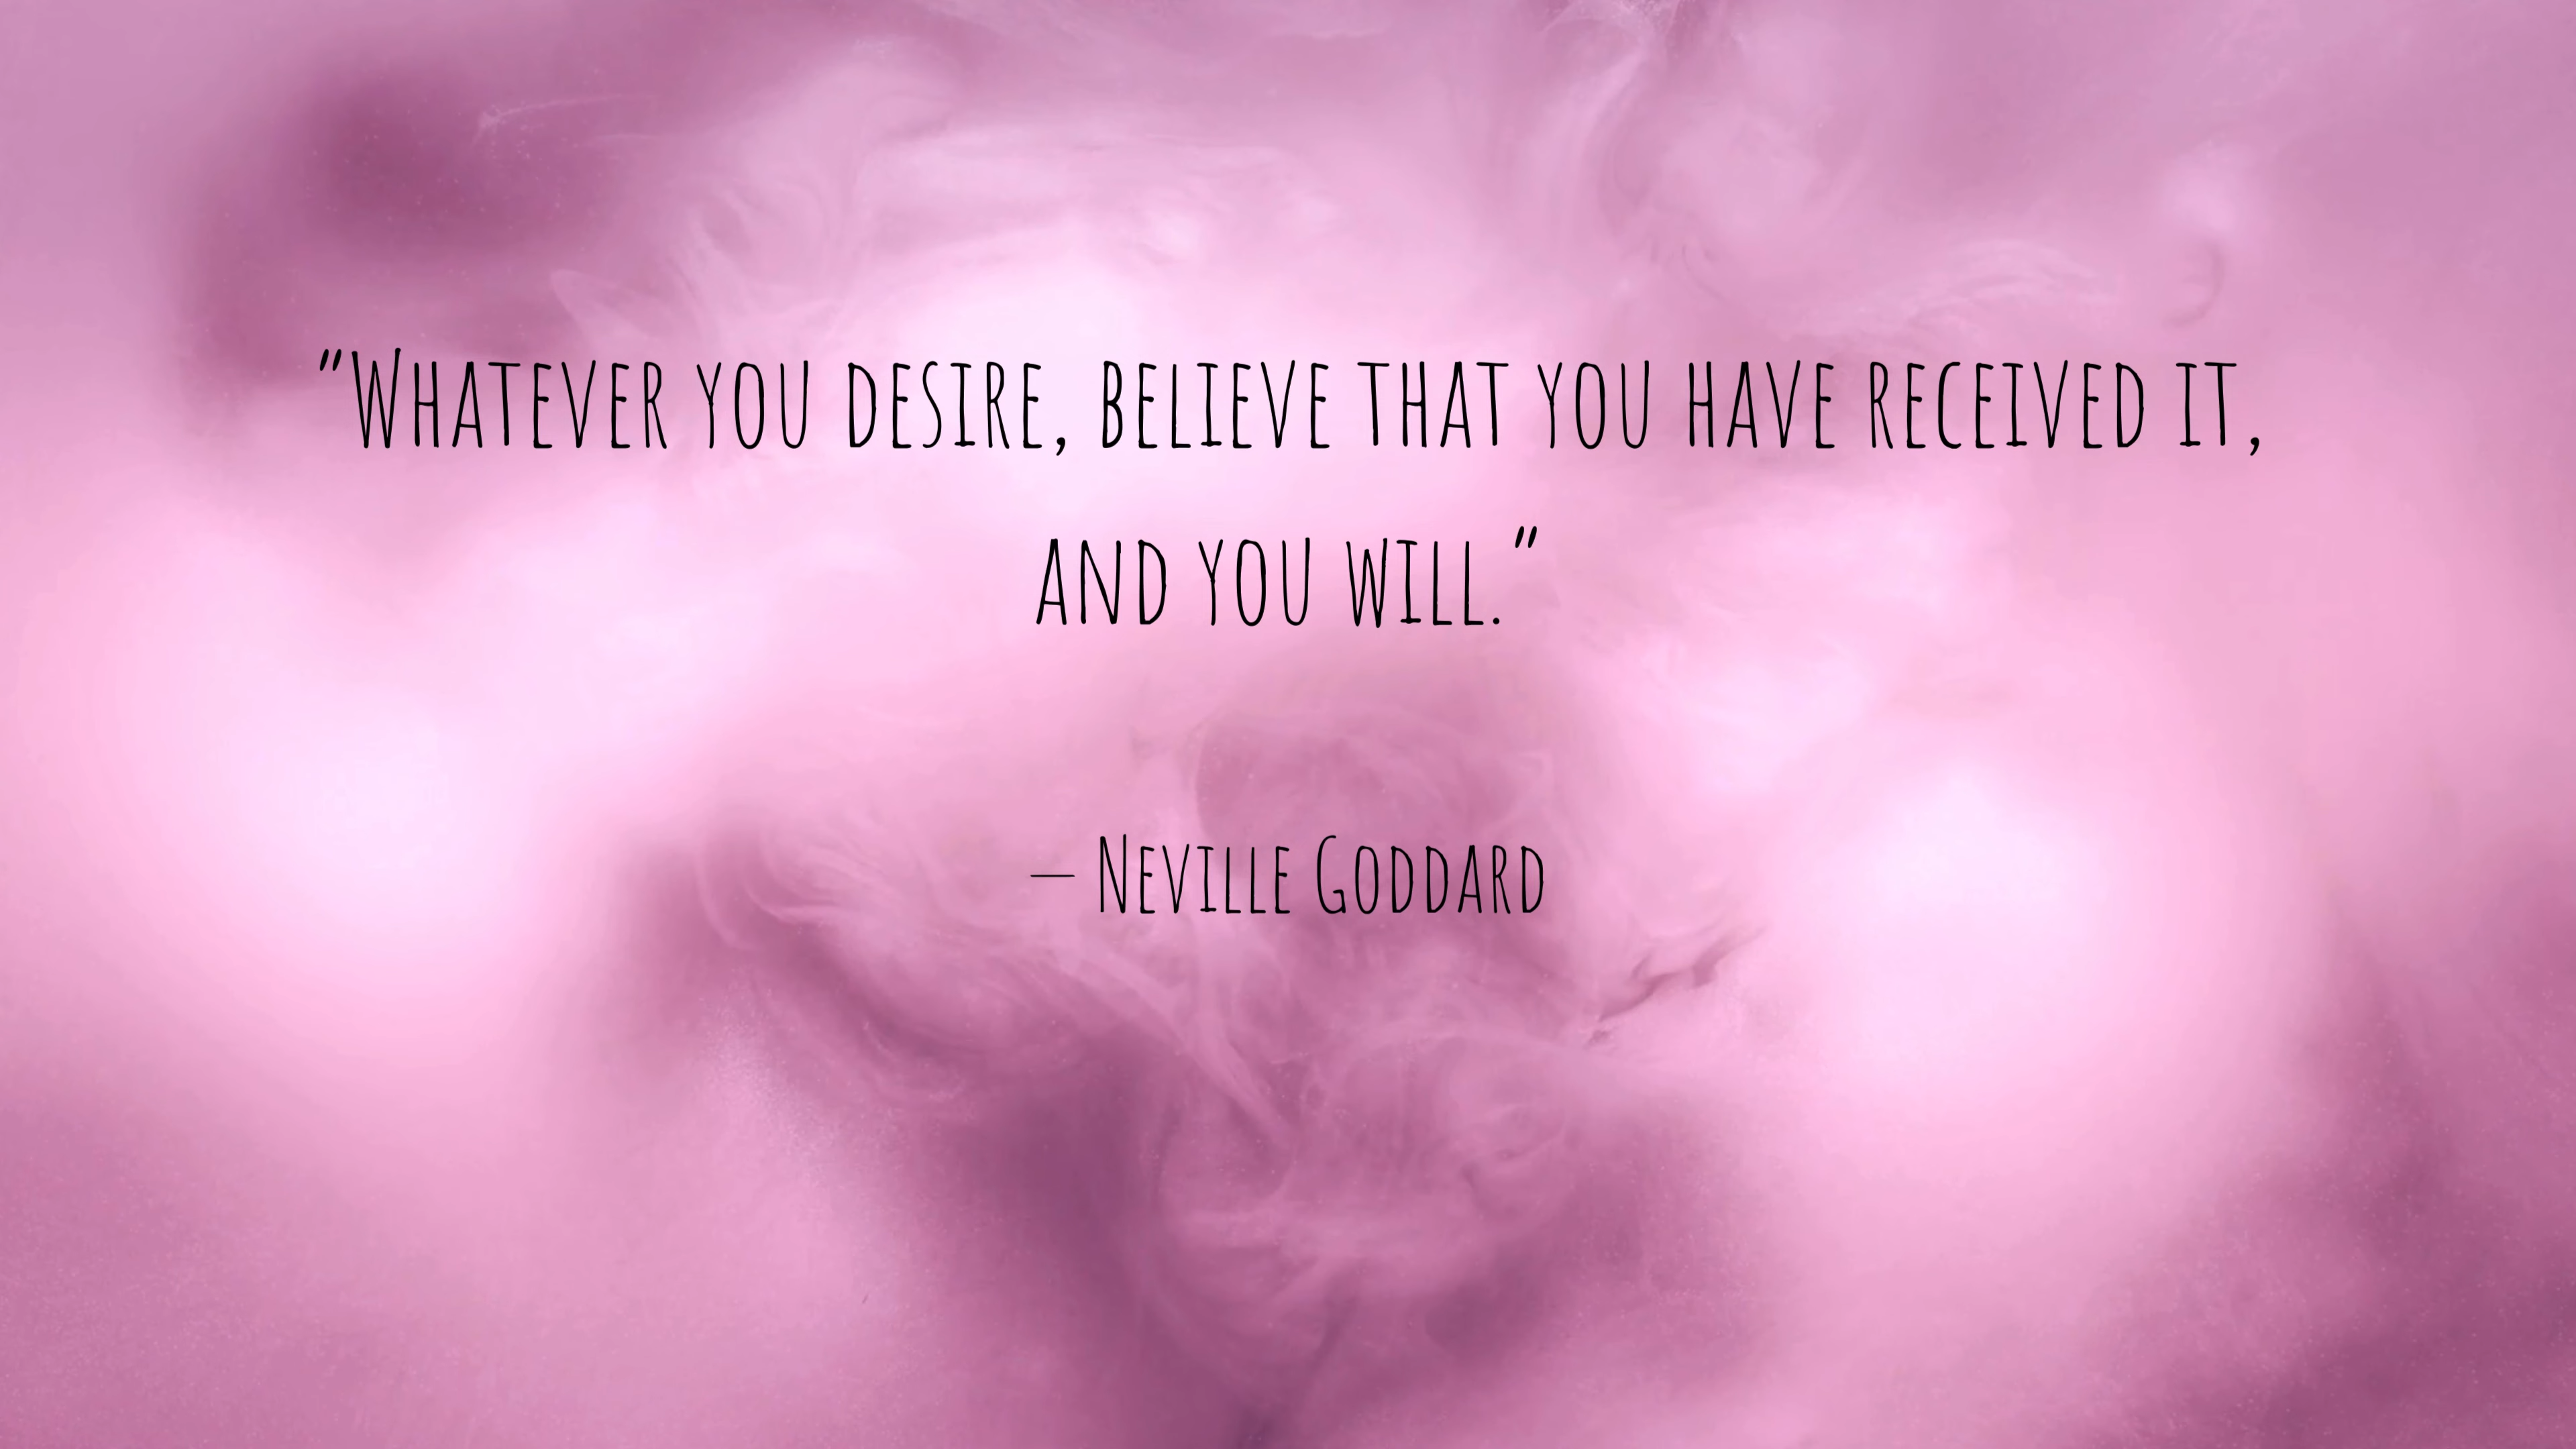 "Whatever you desire, believe that you have received it,
and you will."
– Neville Goddard